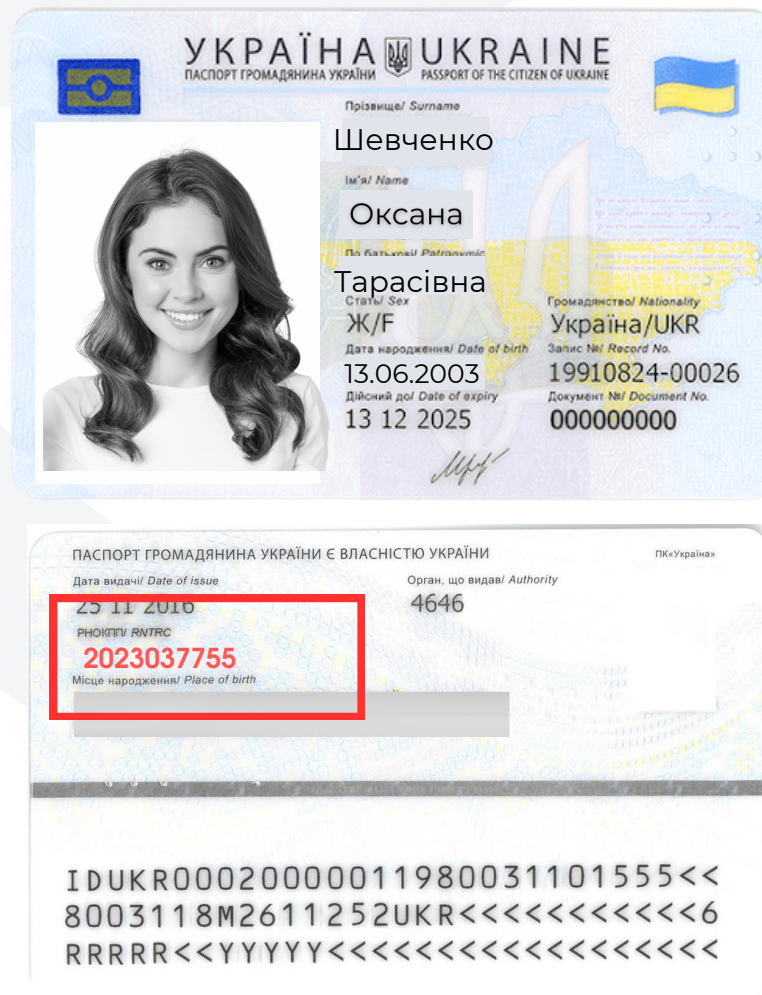 УКРАЇНА UKRAINE
ПАСПОРТ ГРОМАДЯНИНА УКРАЇНИ PASSPORT OF THE CITIZEN OF UKRAINE
Прізвище/ Surname
Шевченко
Ім'я/ Name
Оксана
По батькові/ Patronymic
Тарасівна
Стать/ Sex Громадянство/ Nationality
Ж/F Україна/UKR
Дата народження/ Date of birth Запис №/ Record No.
13.06.2003 19910824-00026
Дійсний до/ Date of expiry Документ №/ Document No.
13 12 2025 000000000
ПАСПОРТ ГРОМАДЯНИНА УКРАЇНИ Є ВЛАСНІСТЮ УКРАЇНИ ПК«Україна»
Дата видачі/ Date of issue Орган, що видав/ Authority
25 11 2016 4646
РНОКПП/ RNTRC
2023037755
Місце народження/ Place of birth
IDUKR00020000011980031101555<<
8003118M2611252UKR<<<<<<<<<<<6
RRRRR<<YYYYY<<<<<<<<<<<<<<<<<<